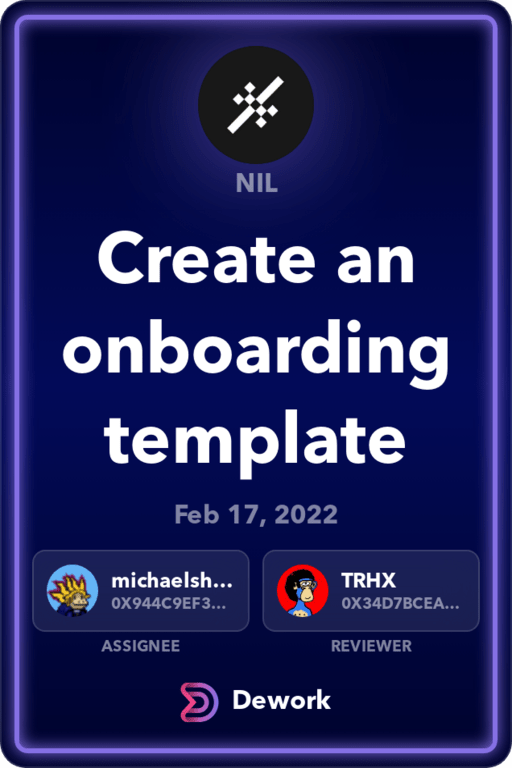 NIL
Create an
onboarding
template
Feb 17, 2022
michaelsh...
0X944C9EF3...
ASSIGNEE
TRHX
0X34D7BCEA...
REVIEWER
Dework